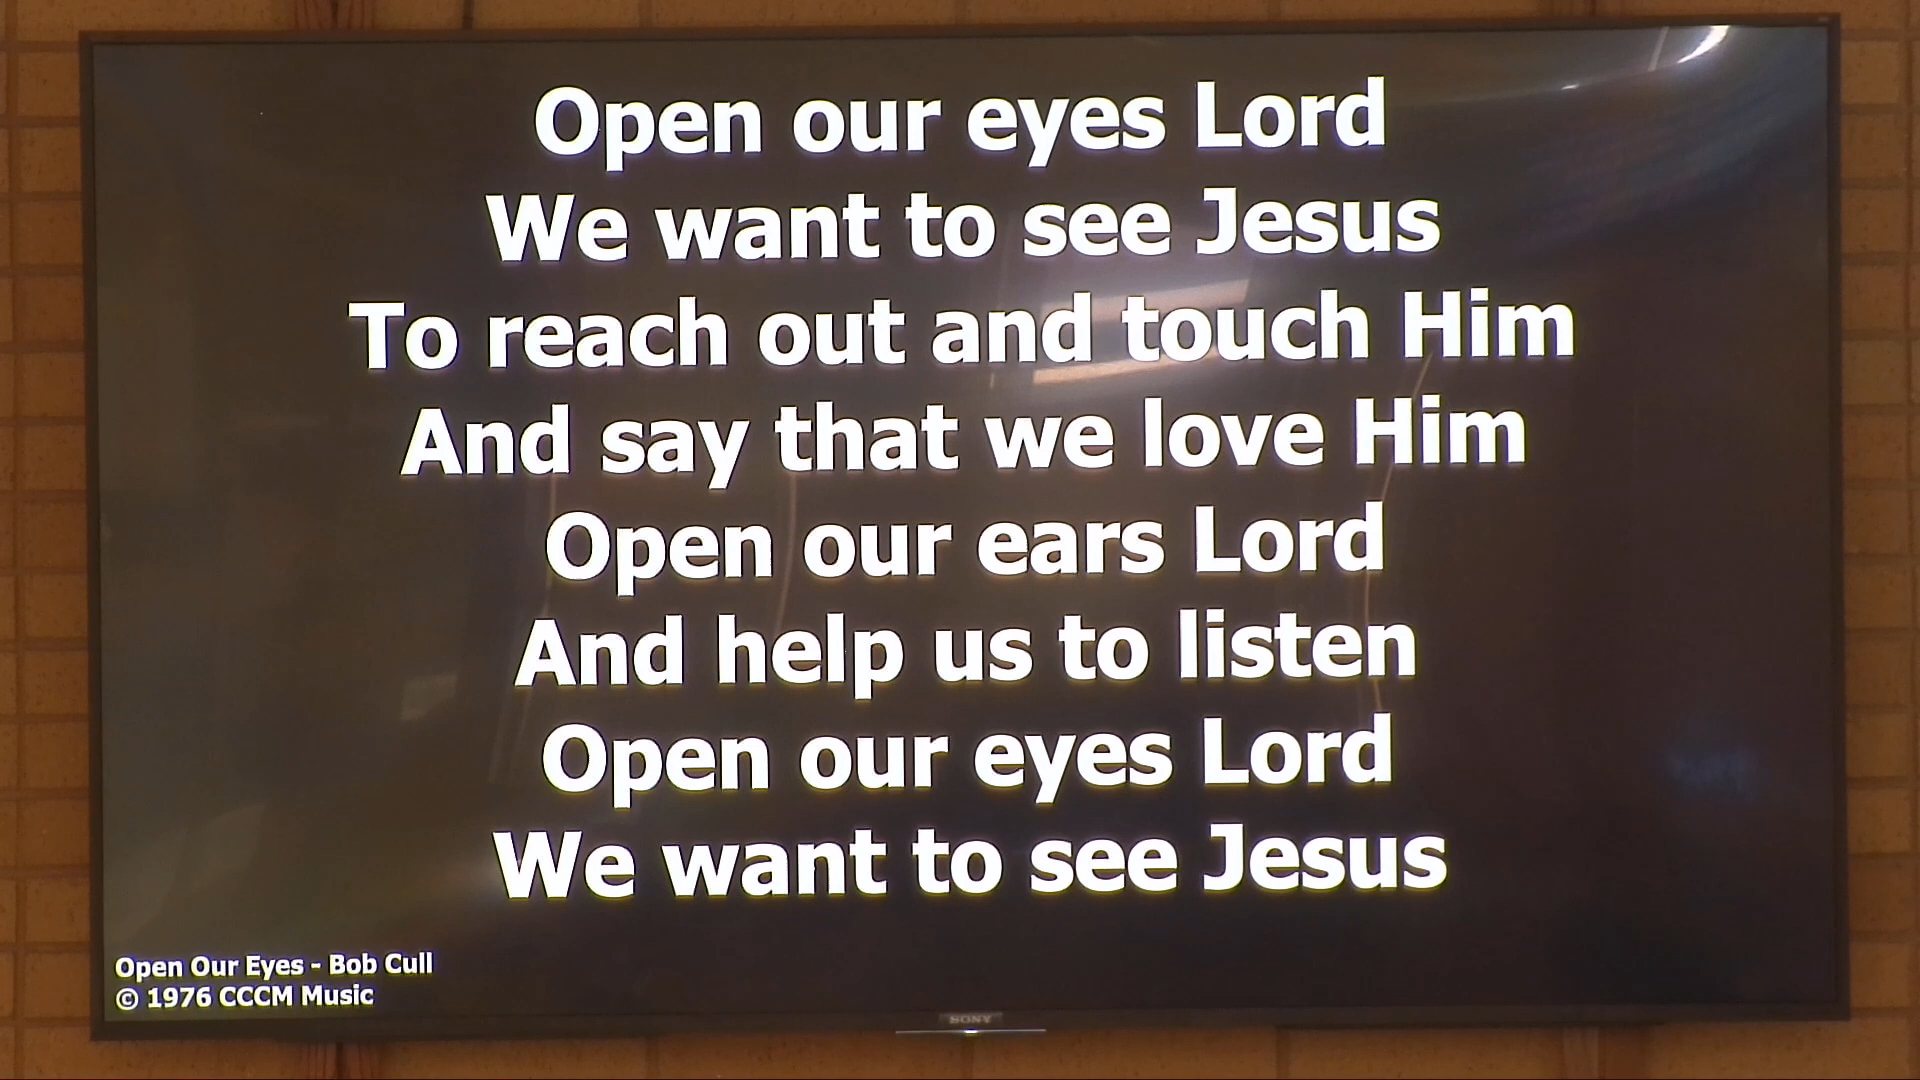 Open our eyes Lord
We want to see Jesus
To reach out and touch Him
And say that we love Him
Open our ears Lord
And help us to listen
Open our eyes Lord
We want to see Jesus
Open Our Eyes - Bob Cull
© 1976 CCCM Music
SONY